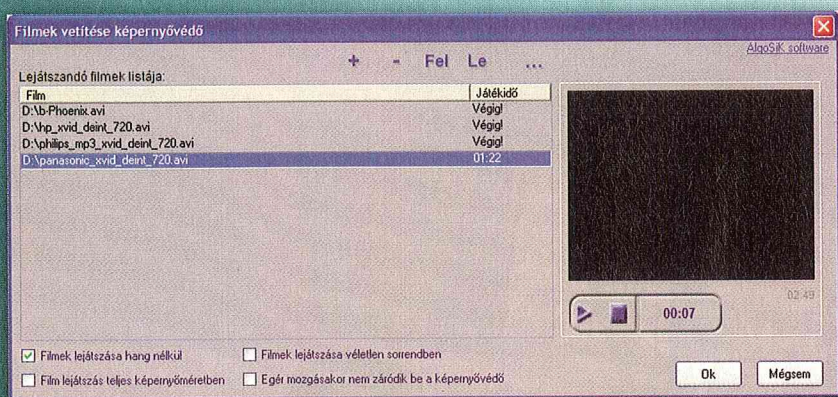 Filmek vetítése képernyővédő
AlgoSiK software
+ - Fel Le ...
Lejátszandó filmek listája:
Film Játékidő
D:\b-Phoenix.avi Végig!
D:\hp_xvid_deint_720.avi Végig!
D:\philips_mp3_xvid_deint_720.avi Végig!
D:\panasonic_xvid_deint_720.avi 01:22
02:49
00:07
Filmek lejátszása hang nélkül
Filmek lejátszása véletlen sorrendben
Film lejátszás teljes képernyőméretben
Egér mozgásakor nem záródik be a képernyővédő
Ok
Mégsem